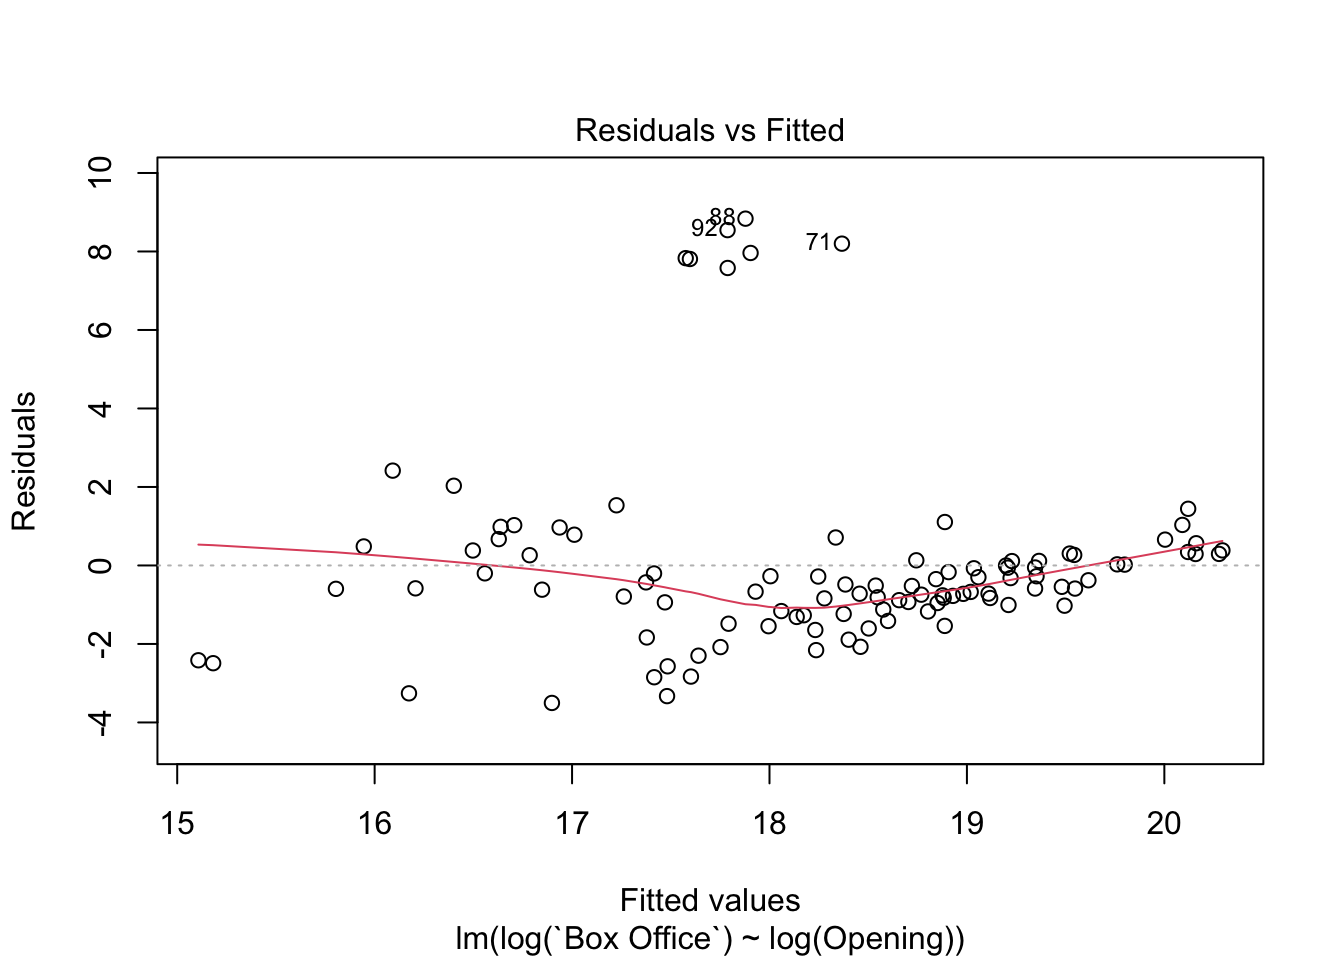 Residuals vs Fitted
Residuals
10
8
6
4
2
0
-2
-4
88
92
71
15 16 17 18 19 20
Fitted values
lm(log(`Box Office`) ~ log(Opening))